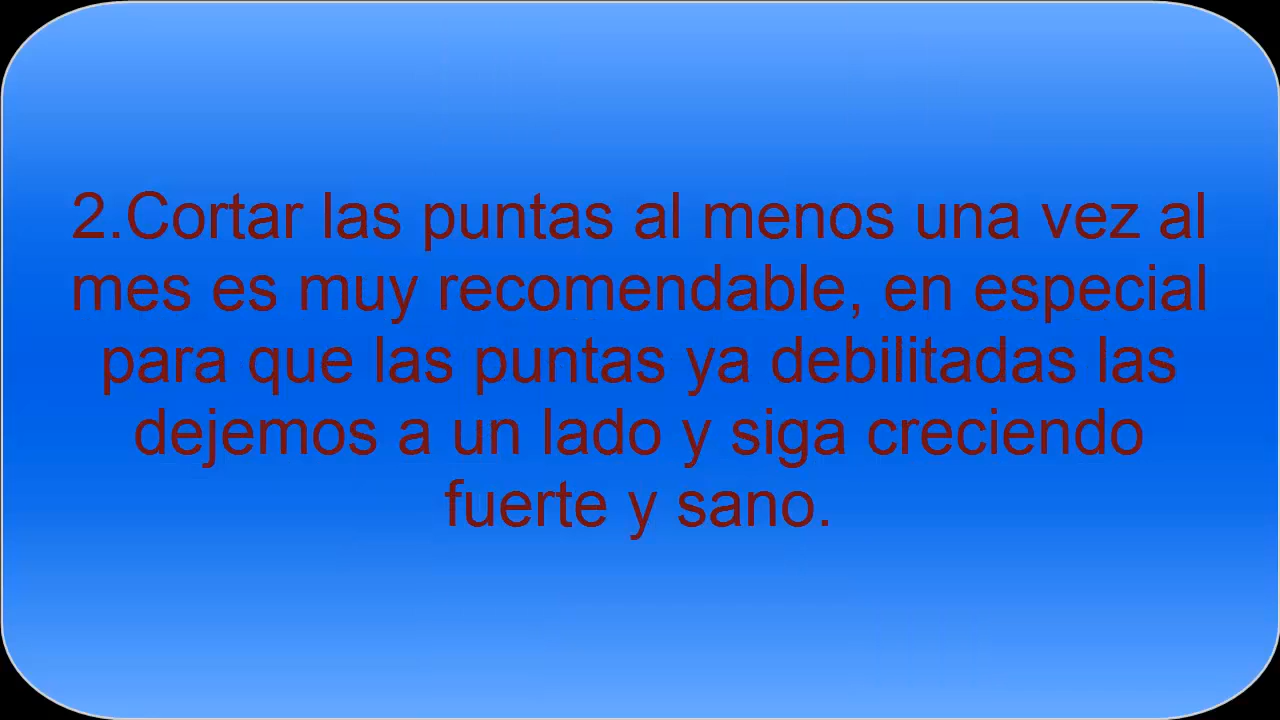 2.Cortar las puntas al menos una vez al
mes es muy recomendable, en especial
para que las puntas ya debilitadas las
dejemos a un lado y siga creciendo
fuerte y sano.